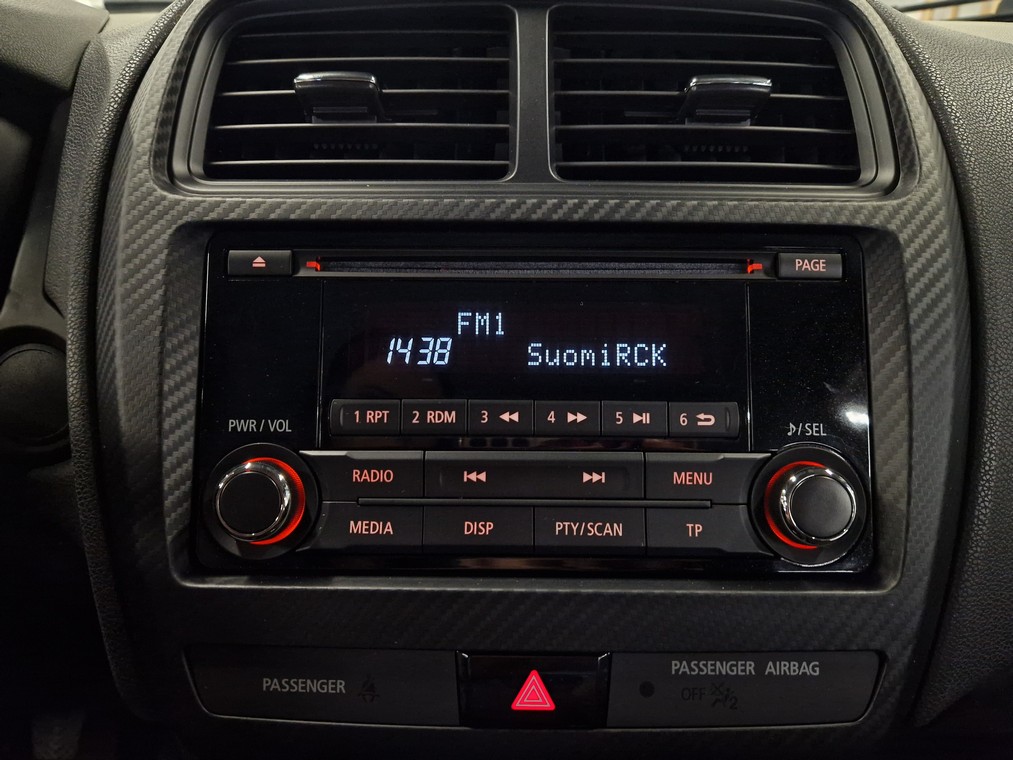 PAGE
FM1
1438 SuomiRCK
1 RPT 2 RDM 3 4 5 6
PWR/VOL
♪/SEL
RADIO MENU
MEDIA DISP PTY/SCAN TP
PASSENGER
PASSENGER AIRBAG
OFF 2